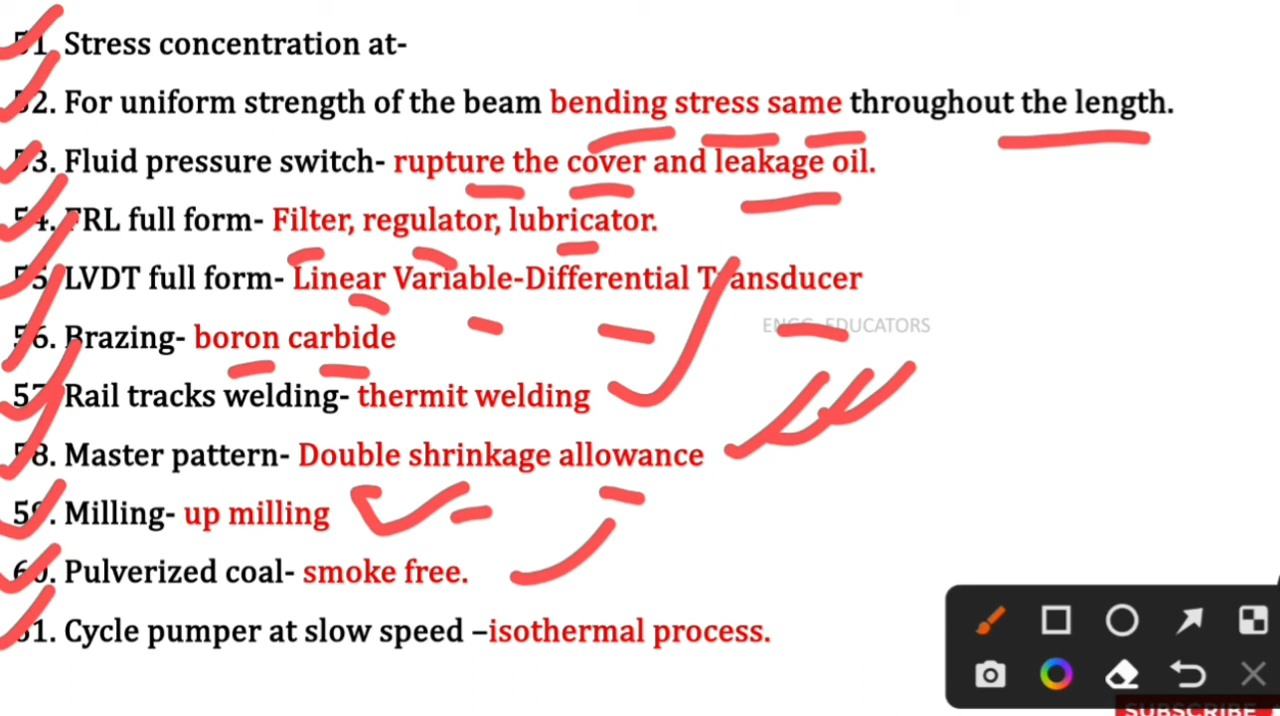 51. Stress concentration at-
52. For uniform strength of the beam bending stress same throughout the length.
53. Fluid pressure switch- rupture the cover and leakage oil.
54. FRL full form- Filter, regulator, lubricator.
55. LVDT full form- Linear Variable-Differential Transducer
ENGG. EDUCATORS
56. Brazing- boron carbide
57. Rail tracks welding- thermit welding
58. Master pattern- Double shrinkage allowance
59. Milling- up milling
60. Pulverized coal- smoke free.
61. Cycle pumper at slow speed –isothermal process.
SUBSCRIBE